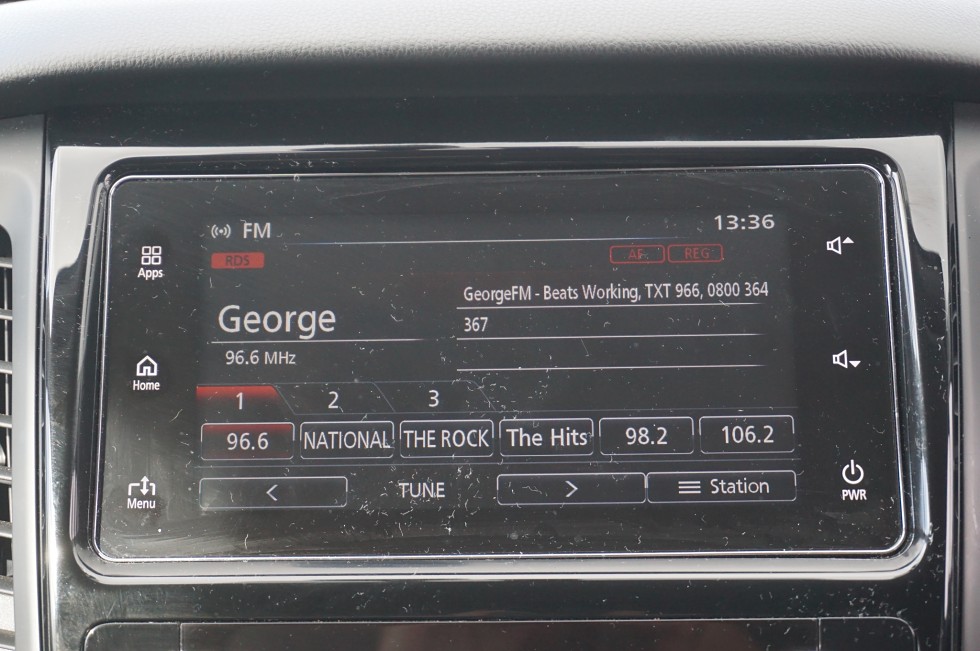 FM
13:36
RDS
AF
REG
Apps
George
GeorgeFM - Beats Working, TXT 966, 0800 364
367
96.6 MHz
Home
1 2 3
96.6 NATIONAL THE ROCK The Hits 98.2 106.2
< TUNE > Station
Menu
PWR